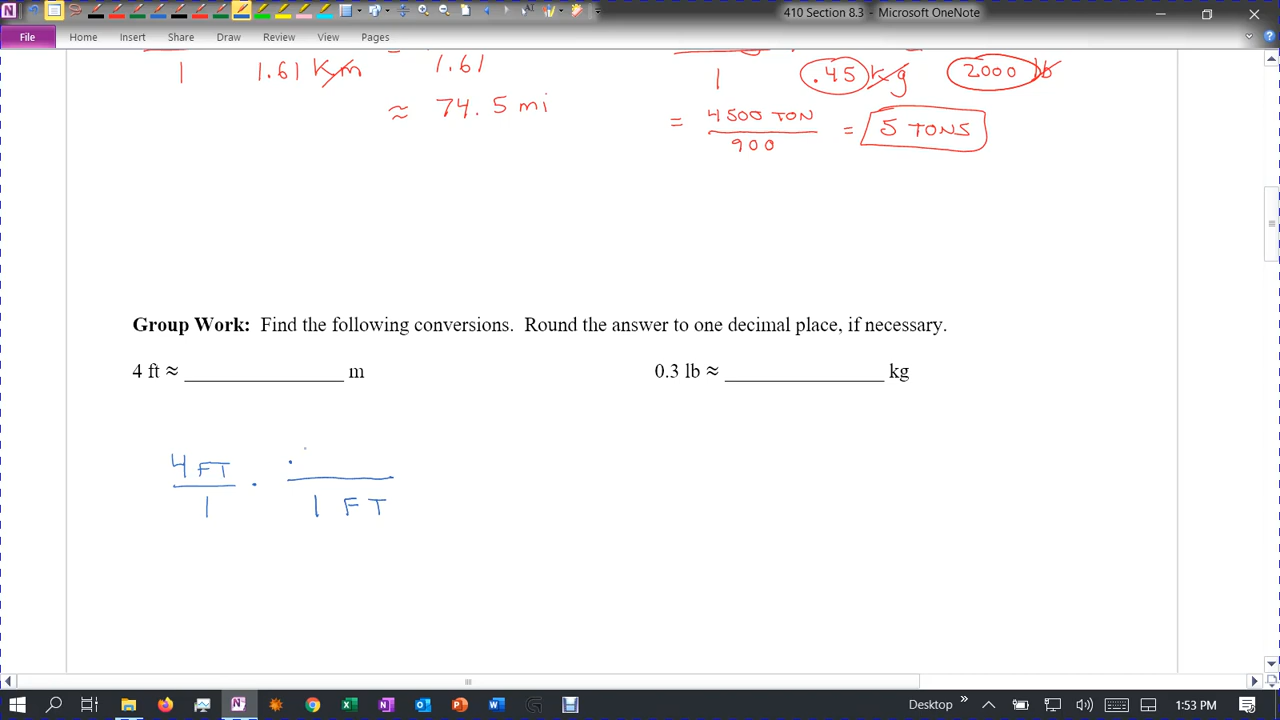 410 Section 8.3 - Microsoft OneNote
File Home Insert Share Draw Review View Pages
1 1.61 Km 1.61
≈ 74.5 mi
1 .45 kg 2000 lb
= 4500 TON / 900 = 5 TONS
Group Work: Find the following conversions. Round the answer to one decimal place, if necessary.
4 ft ≈ ________________ m
0.3 lb ≈ ________________ kg
4 FT / 1 · . / 1 FT
Desktop 1:53 PM